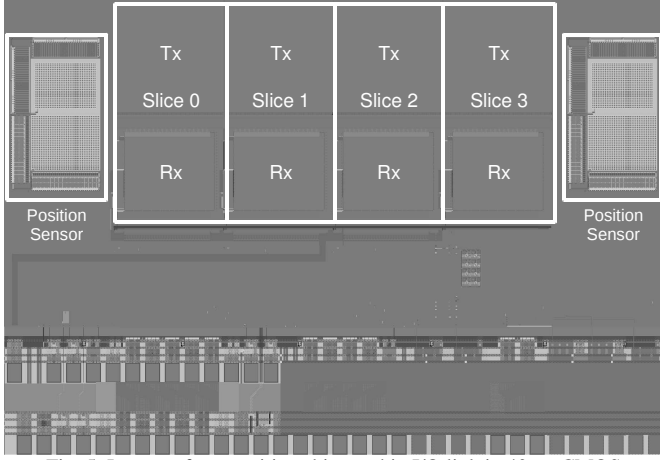 Tx Tx Tx Tx
Slice 0 Slice 1 Slice 2 Slice 3
Rx Rx Rx Rx
Position
Sensor
Position
Sensor